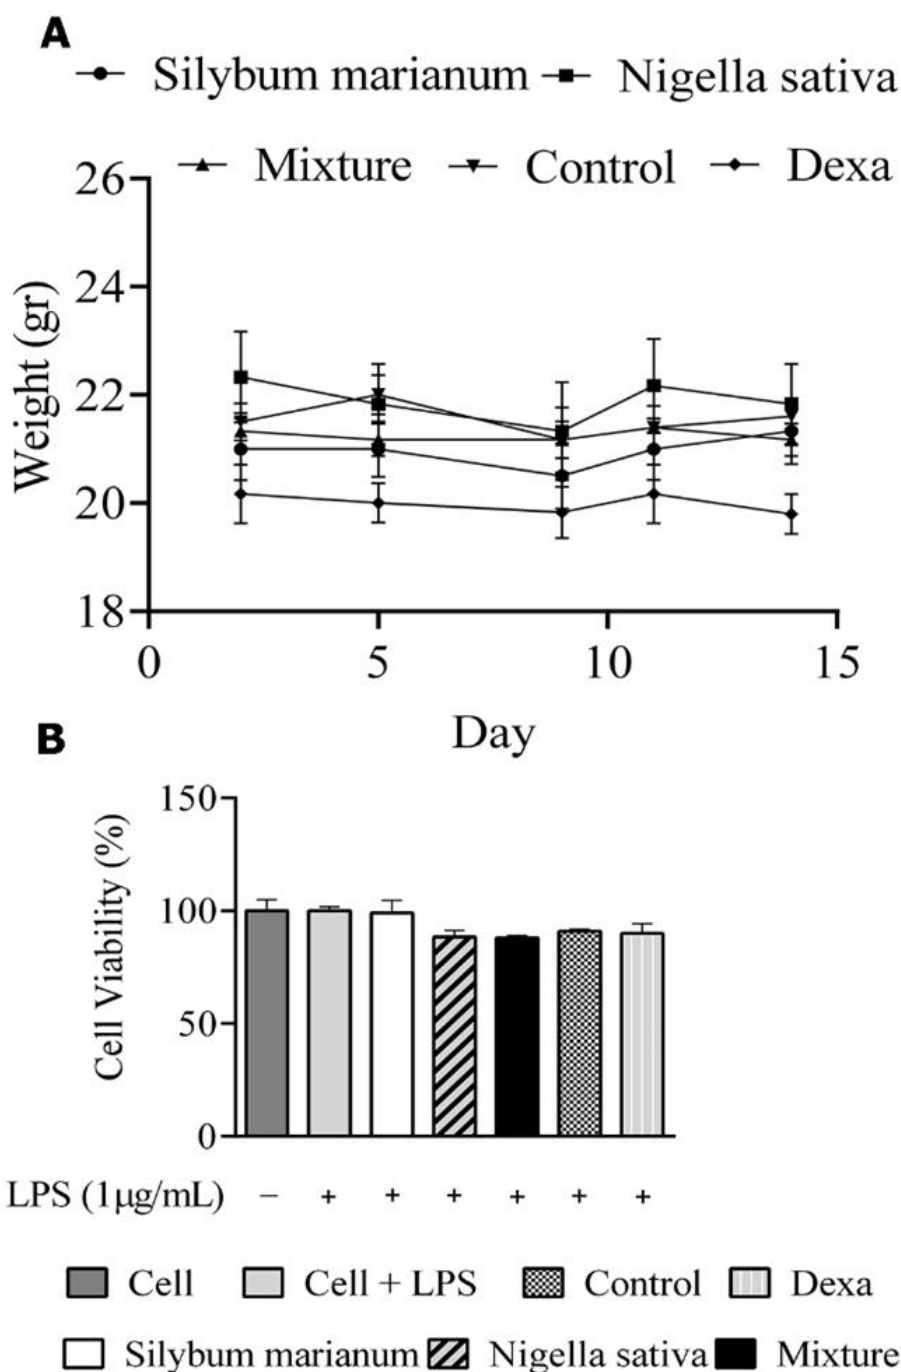 A
Silybum marianum Nigella sativa
Mixture Control Dexa
26
24
22
20
18
Weight (gr)
0 5 10 15
Day
B
150
100
50
0
Cell Viability (%)
LPS (1μg/mL) − + + + + + +
Cell Cell + LPS Control Dexa
Silybum marianum Nigella sativa Mixture